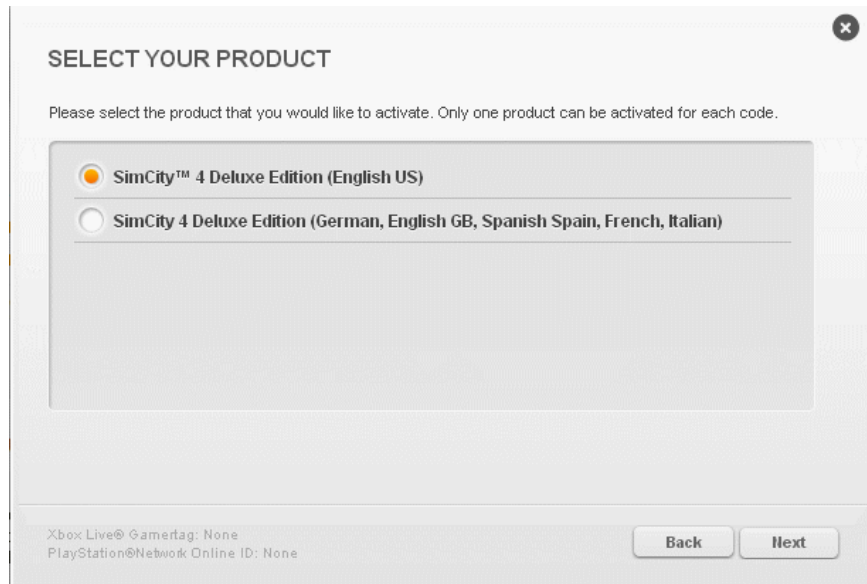 SELECT YOUR PRODUCT
Please select the product that you would like to activate. Only one product can be activated for each code.
SimCity™ 4 Deluxe Edition (English US)
SimCity 4 Deluxe Edition (German, English GB, Spanish Spain, French, Italian)
Xbox Live® Gamertag: None
PlayStation®Network Online ID: None
Back
Next